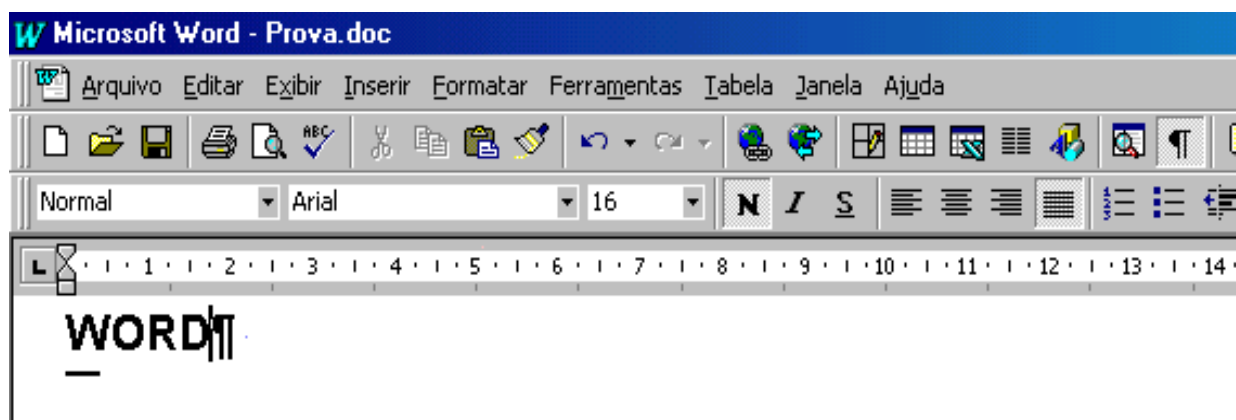 Microsoft Word - Prova.doc
Arquivo Editar Exibir Inserir Formatar Ferramentas Tabela Janela Ajuda
ABC ¶
Normal Arial 16 N I S
L 1 2 3 4 5 6 7 8 9 10 11 12 13 14
WORD¶